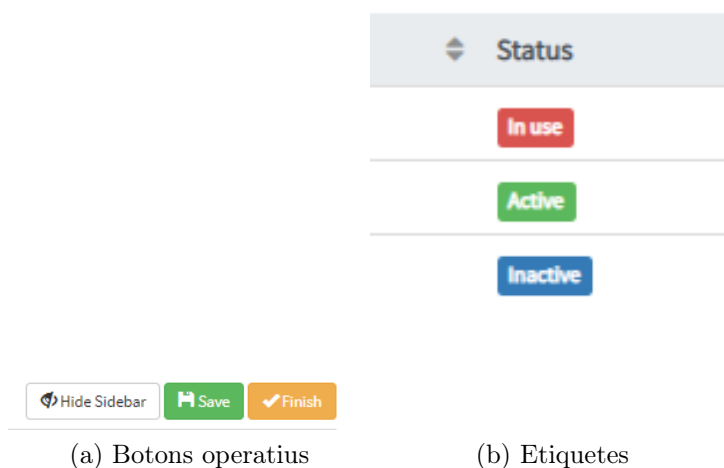 Status
In use
Active
Inactive
Hide Sidebar Save Finish
(a) Botons operatius (b) Etiquetes